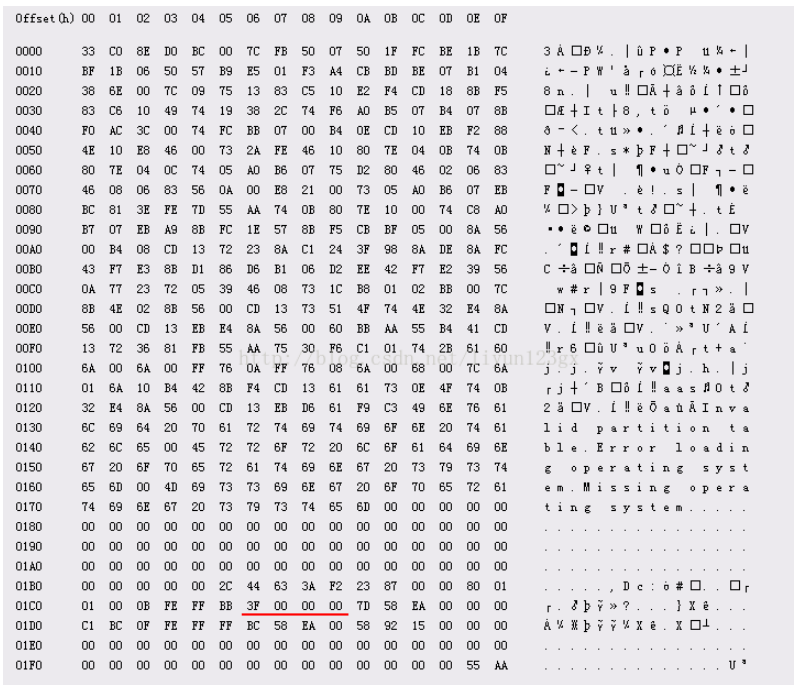 Offset(h) 00 01 02 03 04 05 06 07 08 09 0A 0B 0C 0D 0E 0F
0000 33 C0 8E D0 BC 00 7C FB 50 07 50 1F FC BE 1B 7C
0010 BF 1B 06 50 57 B9 E5 01 F3 A4 CB BD BE 07 B1 04
0020 38 6E 00 7C 09 75 13 83 C5 10 E2 F4 CD 18 8B F5
0030 83 C6 10 49 74 19 38 2C 74 F6 A0 B5 07 B4 07 8B
0040 F0 AC 3C 00 74 FC BB 07 00 B4 0E CD 10 EB F2 88
0050 4E 10 E8 46 00 73 2A FE 46 10 80 7E 04 0B 74 0B
0060 80 7E 04 0C 74 05 A0 B6 07 75 D2 80 46 02 06 83
0070 46 08 06 83 56 0A 00 E8 21 00 73 05 A0 B6 07 EB
0080 BC 81 3E FE 7D 55 AA 74 0B 80 7E 10 00 74 C8 A0
0090 B7 07 EB A9 8B FC 1E 57 8B F5 CB BF 05 00 8A 56
00A0 00 B4 08 CD 13 72 23 8A C1 24 3F 98 8A DE 8A FC
00B0 43 F7 E3 8B D1 86 D6 B1 06 D2 EE 42 F7 E2 39 56
00C0 0A 77 23 72 05 39 46 08 73 1C B8 01 02 BB 00 7C
00D0 8B 4E 02 8B 56 00 CD 13 73 51 4F 74 4E 32 E4 8A
00E0 56 00 CD 13 EB E4 8A 56 00 60 BB AA 55 B4 41 CD
00F0 13 72 36 81 FB 55 AA 75 30 F6 C1 01 74 2B 61 60
0100 6A 00 6A 00 FF 76 0A FF 76 08 6A 00 68 00 7C 6A
0110 01 6A 10 B4 42 8B F4 CD 13 61 61 73 0E 4F 74 0B
0120 32 E4 8A 56 00 CD 13 EB D6 61 F9 C3 49 6E 76 61 Inva
0130 6C 69 64 20 70 61 72 74 69 74 69 6F 6E 20 74 61 lid partition ta
0140 62 6C 65 00 45 72 72 6F 72 20 6C 6F 61 64 69 6E ble.Error loadin
0150 67 20 6F 70 65 72 61 74 69 6E 67 20 73 79 73 74 g operating syst
0160 65 6D 00 4D 69 73 73 69 6E 67 20 6F 70 65 72 61 em.Missing opera
0170 74 69 6E 67 20 73 79 73 74 65 6D 00 00 00 00 00 ting system.....
0180 00 00 00 00 00 00 00 00 00 00 00 00 00 00 00 00 ................
0190 00 00 00 00 00 00 00 00 00 00 00 00 00 00 00 00 ................
01A0 00 00 00 00 00 00 00 00 00 00 00 00 00 00 00 00 ................
01B0 00 00 00 00 00 2C 44 63 3A F2 23 87 00 00 80 01
01C0 01 00 0B FE FF BB 3F 00 00 00 7D 58 EA 00 00 00
01D0 C1 BC 0F FE FF FF BC 58 EA 00 58 92 15 00 00 00
01E0 00 00 00 00 00 00 00 00 00 00 00 00 00 00 00 00 ................
01F0 00 00 00 00 00 00 00 00 00 00 00 00 00 00 55 AA ..............Uª
http://blog.csdn.net/liyun123gx